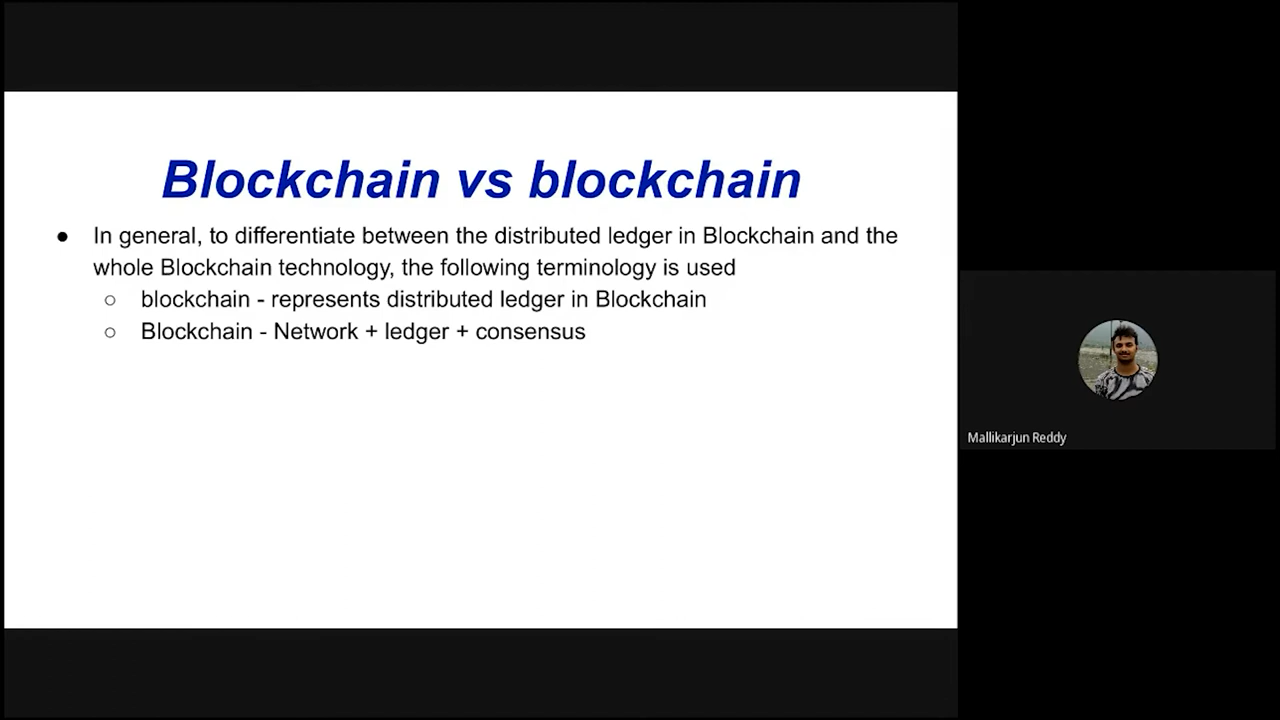 Blockchain vs blockchain
● In general, to differentiate between the distributed ledger in Blockchain and the
whole Blockchain technology, the following terminology is used
○ blockchain - represents distributed ledger in Blockchain
○ Blockchain - Network + ledger + consensus
Mallikarjun Reddy